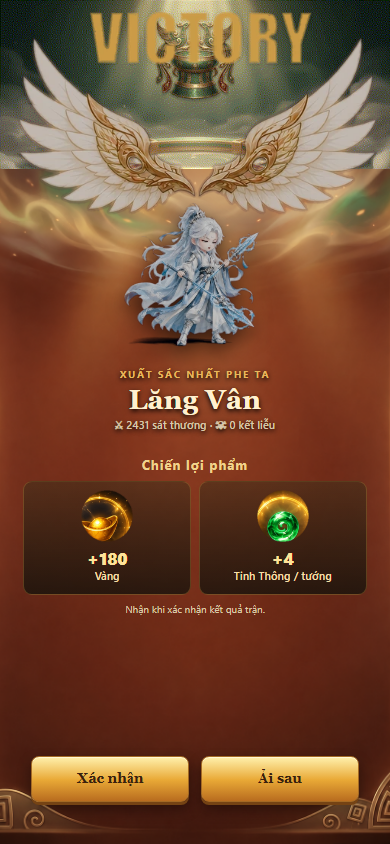 VICTORY
XUẤT SẮC NHẤT PHE TA
Lăng Vân
2431 sát thương · 0 kết liễu
Chiến lợi phẩm
+180
Vàng
+4
Tinh Thông / tướng
Nhận khi xác nhận kết quả trận.
Xác nhận
Ải sau